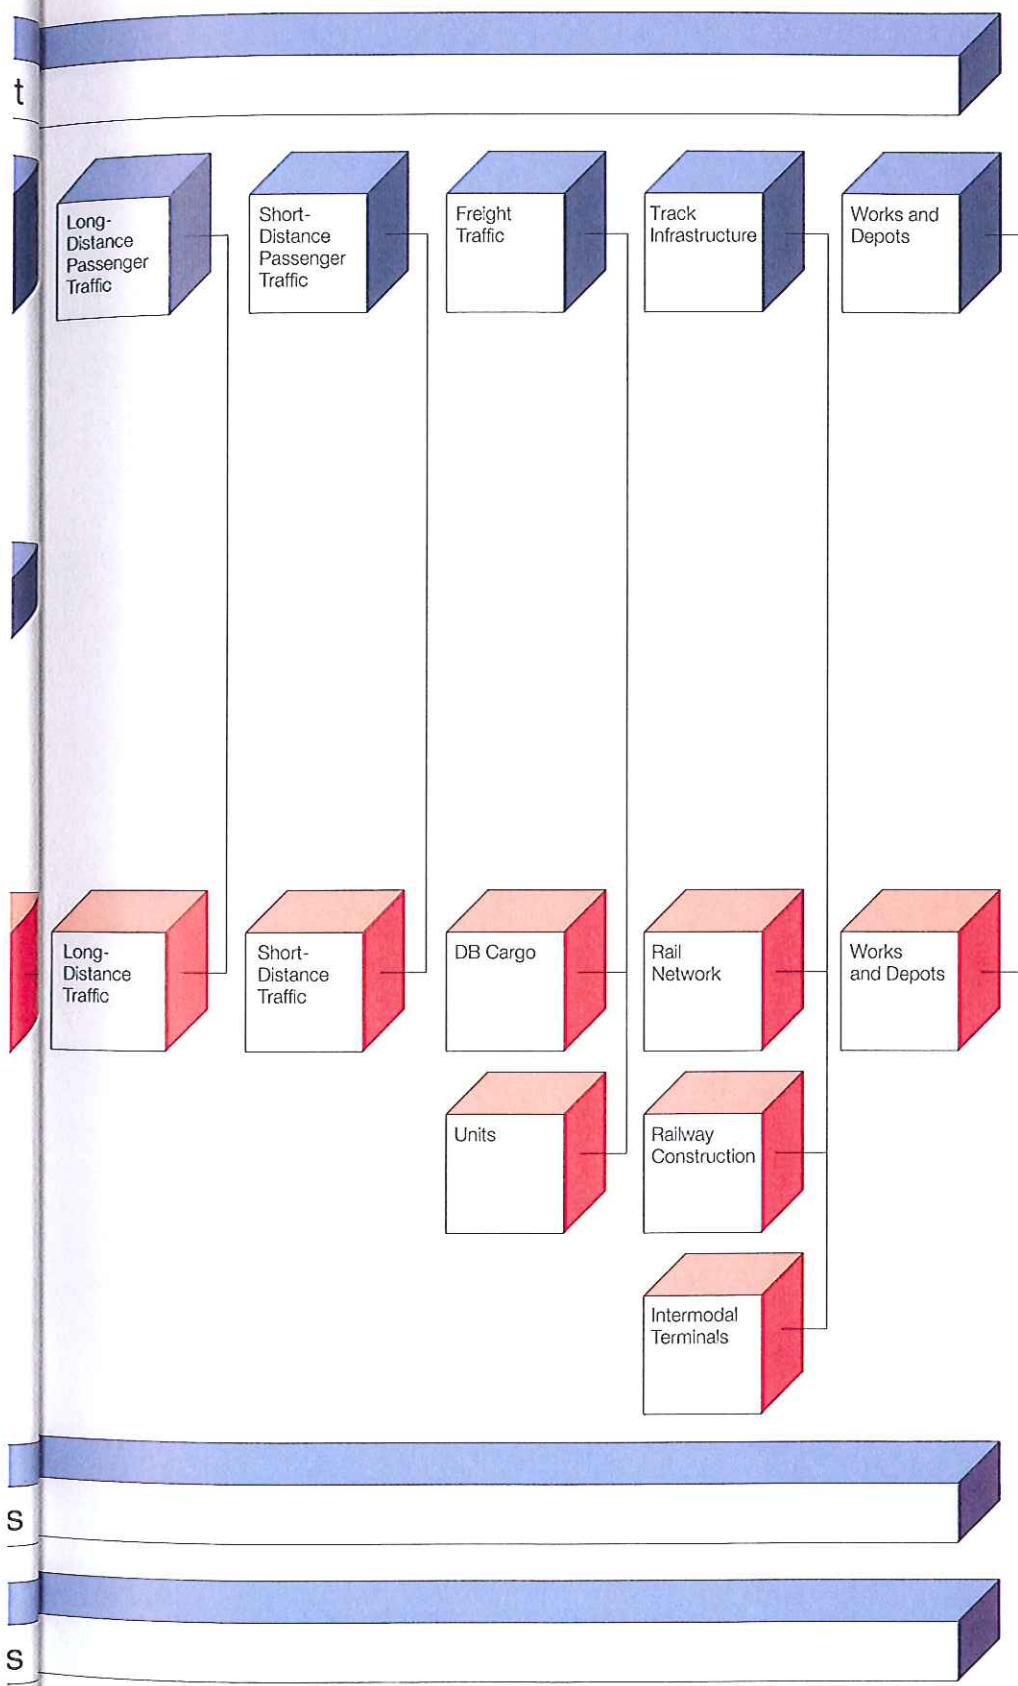 t
Long-
Distance
Passenger
Traffic
Short-
Distance
Passenger
Traffic
Freight
Traffic
Track
Infrastructure
Works and
Depots
Long-
Distance
Traffic
Short-
Distance
Traffic
DB Cargo
Rail
Network
Works
and Depots
Units
Railway
Construction
Intermodal
Terminals
s
s